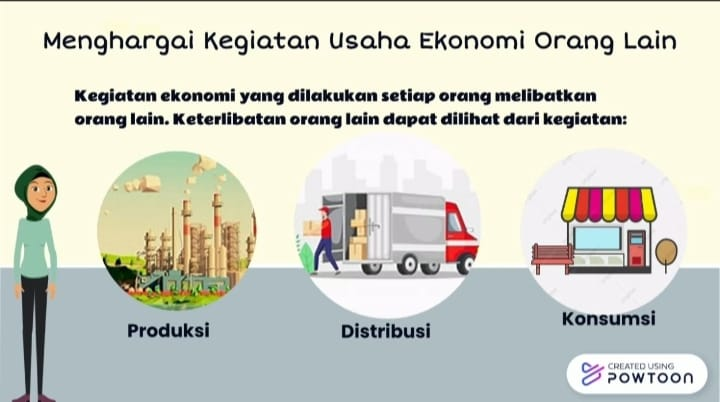 Menghargai Kegiatan Usaha Ekonomi Orang Lain
Kegiatan ekonomi yang dilakukan setiap orang melibatkan
orang lain. Keterlibatan orang lain dapat dilihat dari kegiatan:
Produksi
Distribusi
Konsumsi
CREATED USING
POWTOON